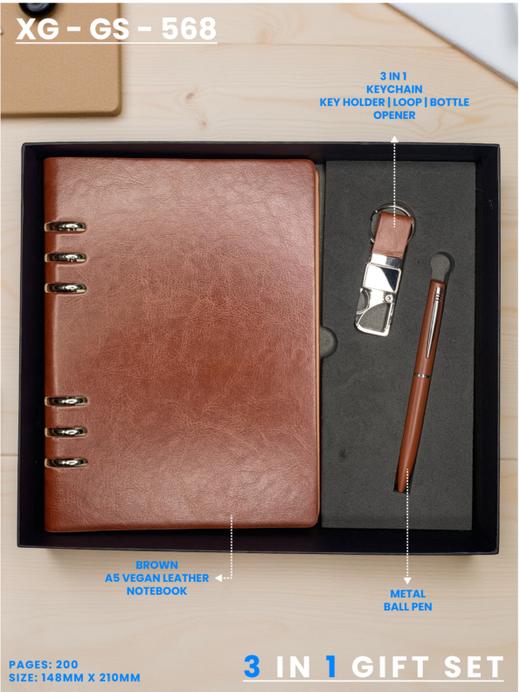 XG - GS - 568
3 IN 1
KEYCHAIN
KEY HOLDER | LOOP | BOTTLE
OPENER
BROWN
A5 VEGAN LEATHER
NOTEBOOK
METAL
BALL PEN
PAGES: 200
SIZE: 148MM X 210MM
3 IN 1 GIFT SET